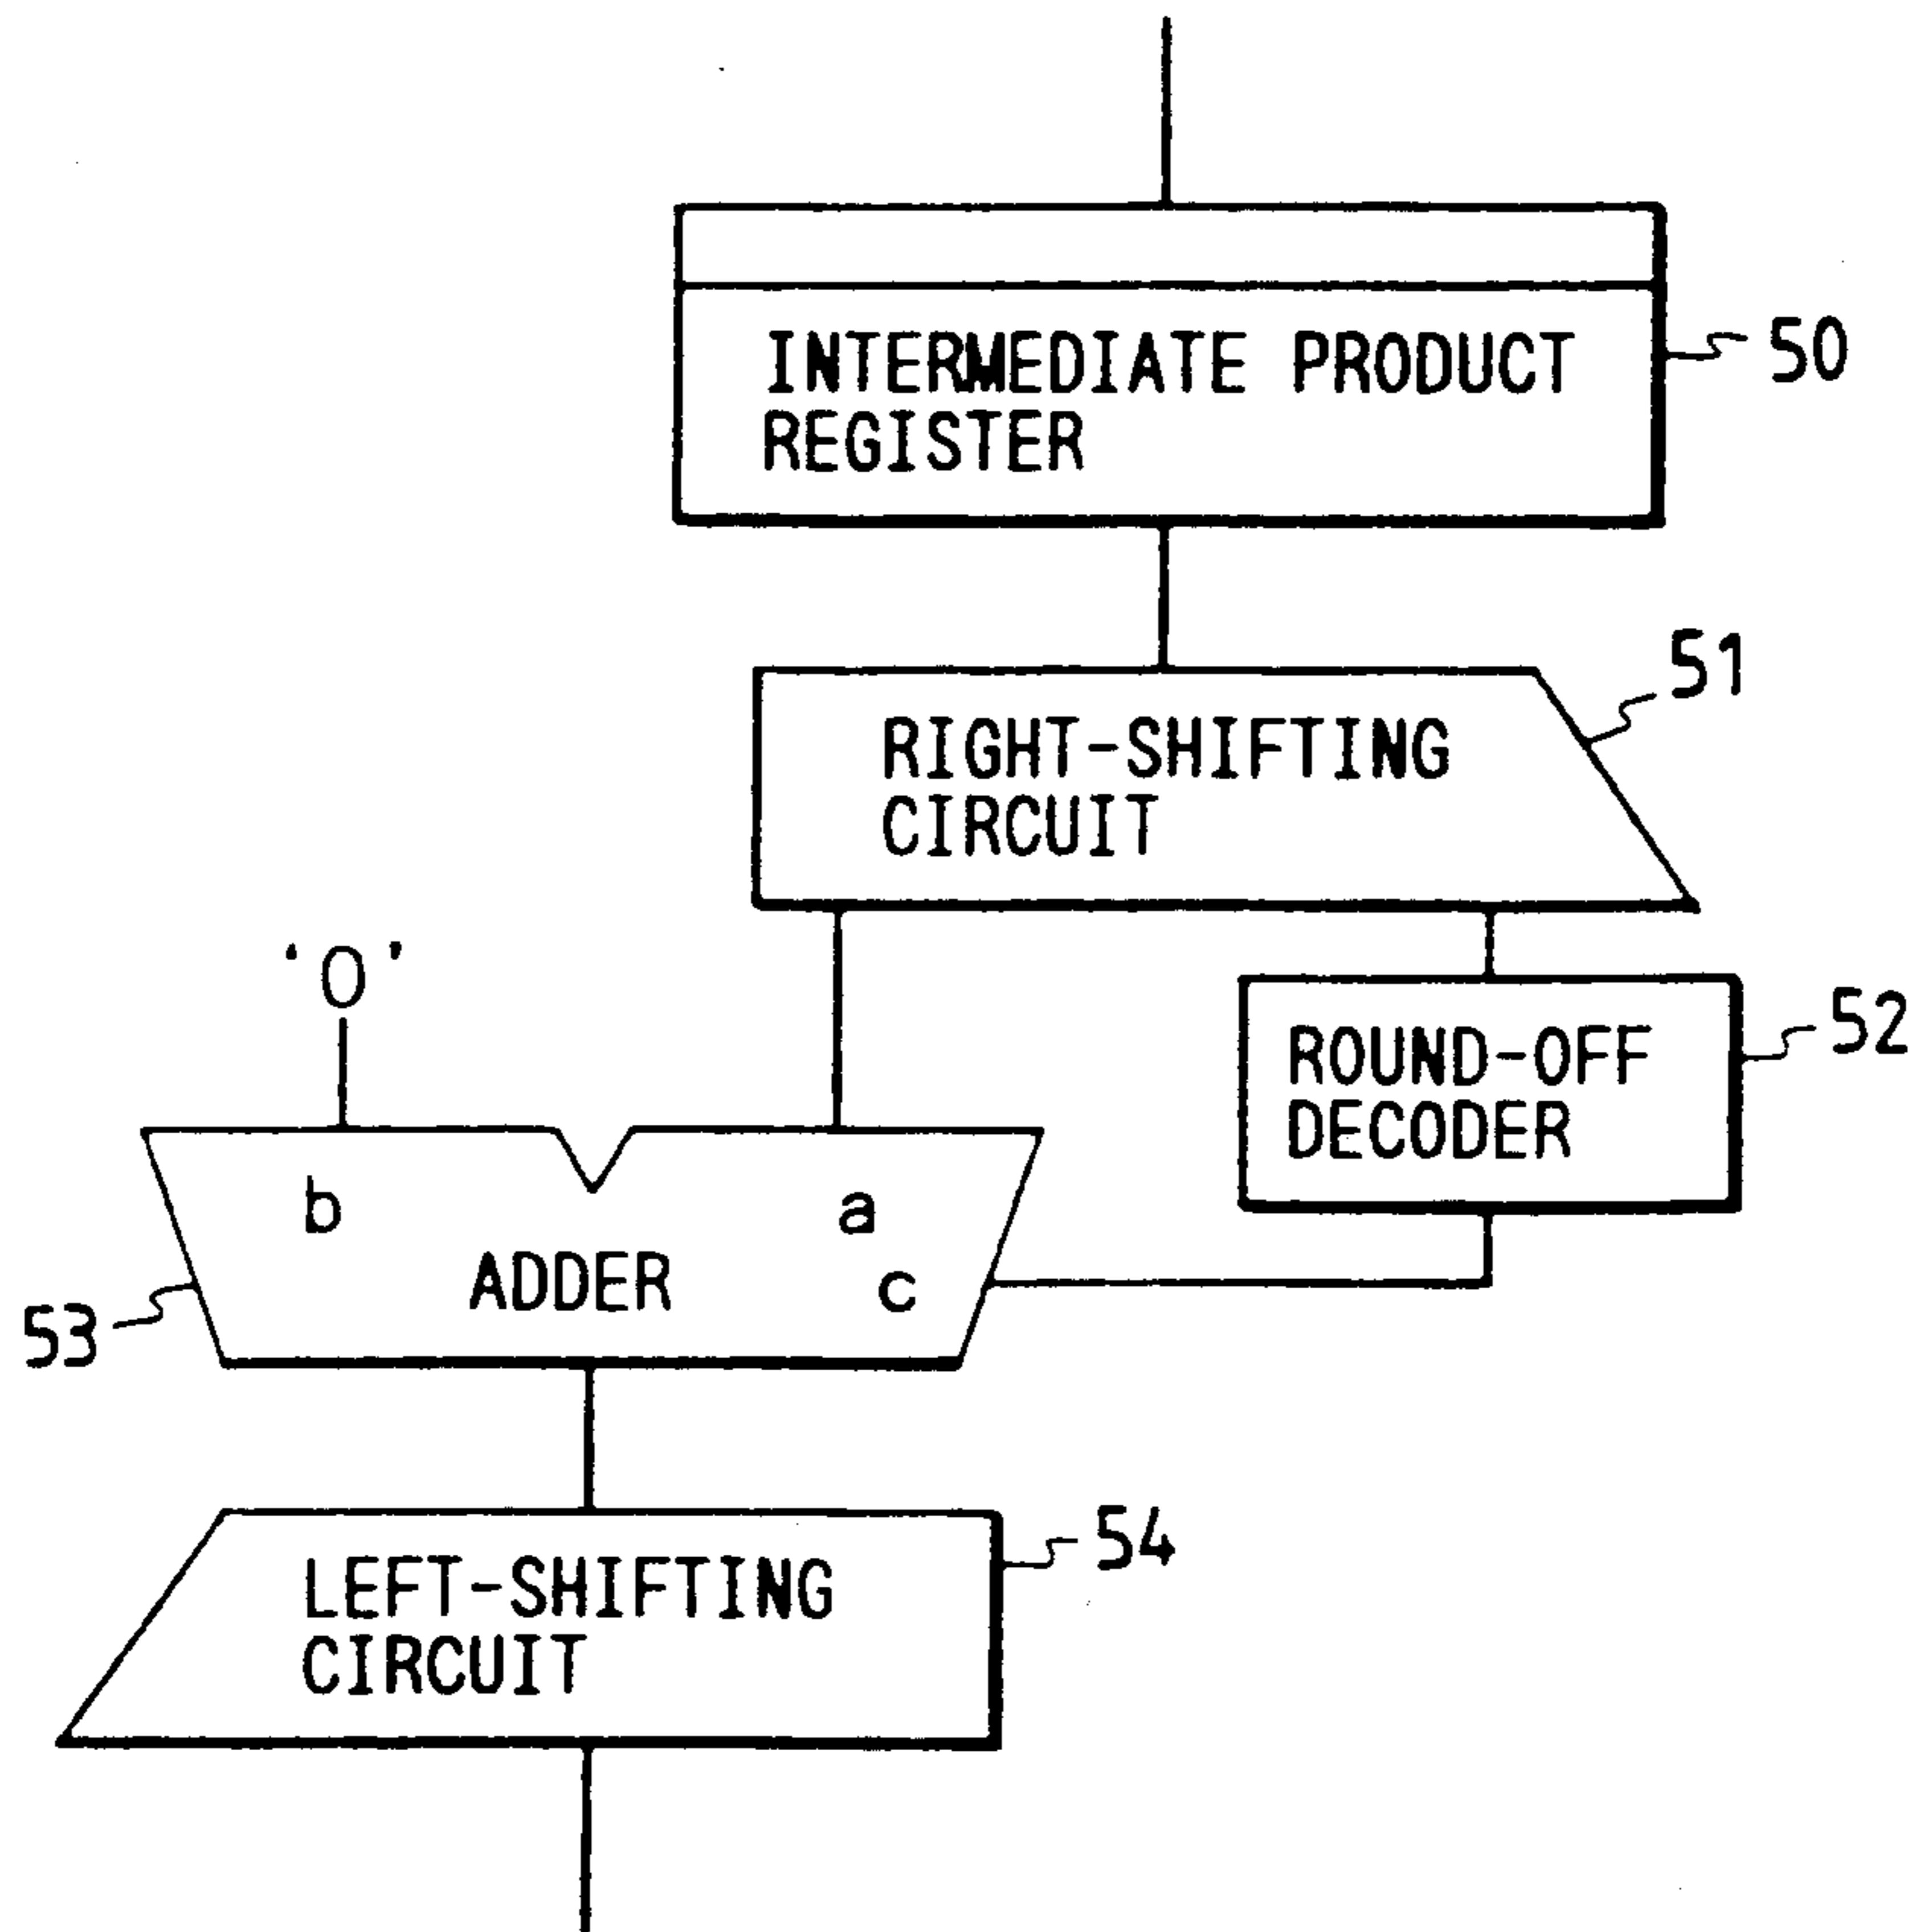 INTERMEDIATE PRODUCT
REGISTER
50
51
RIGHT-SHIFTING
CIRCUIT
'0'
52
ROUND-OFF
DECODER
b
a
ADDER
c
53
54
LEFT-SHIFTING
CIRCUIT